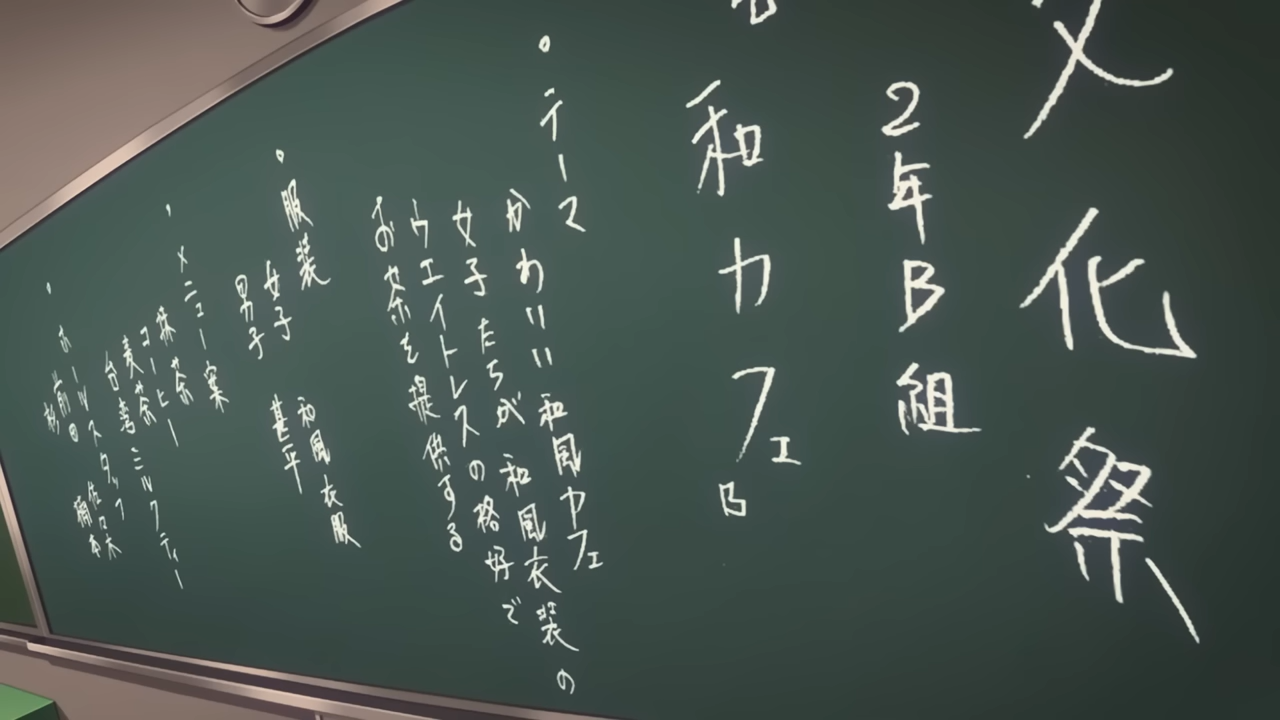 文化祭
2年B組
和カフェB
・テーマ
かわいい和風カフェ
女子たちが和風衣装の
ウエイトレスの格好で
お茶を提供する
・服装
女子 和風衣服
男子 甚平
・メニュー案
抹茶
コーヒー
麦茶
台湾ミルクティー
・ホールスタッフ
佐々木